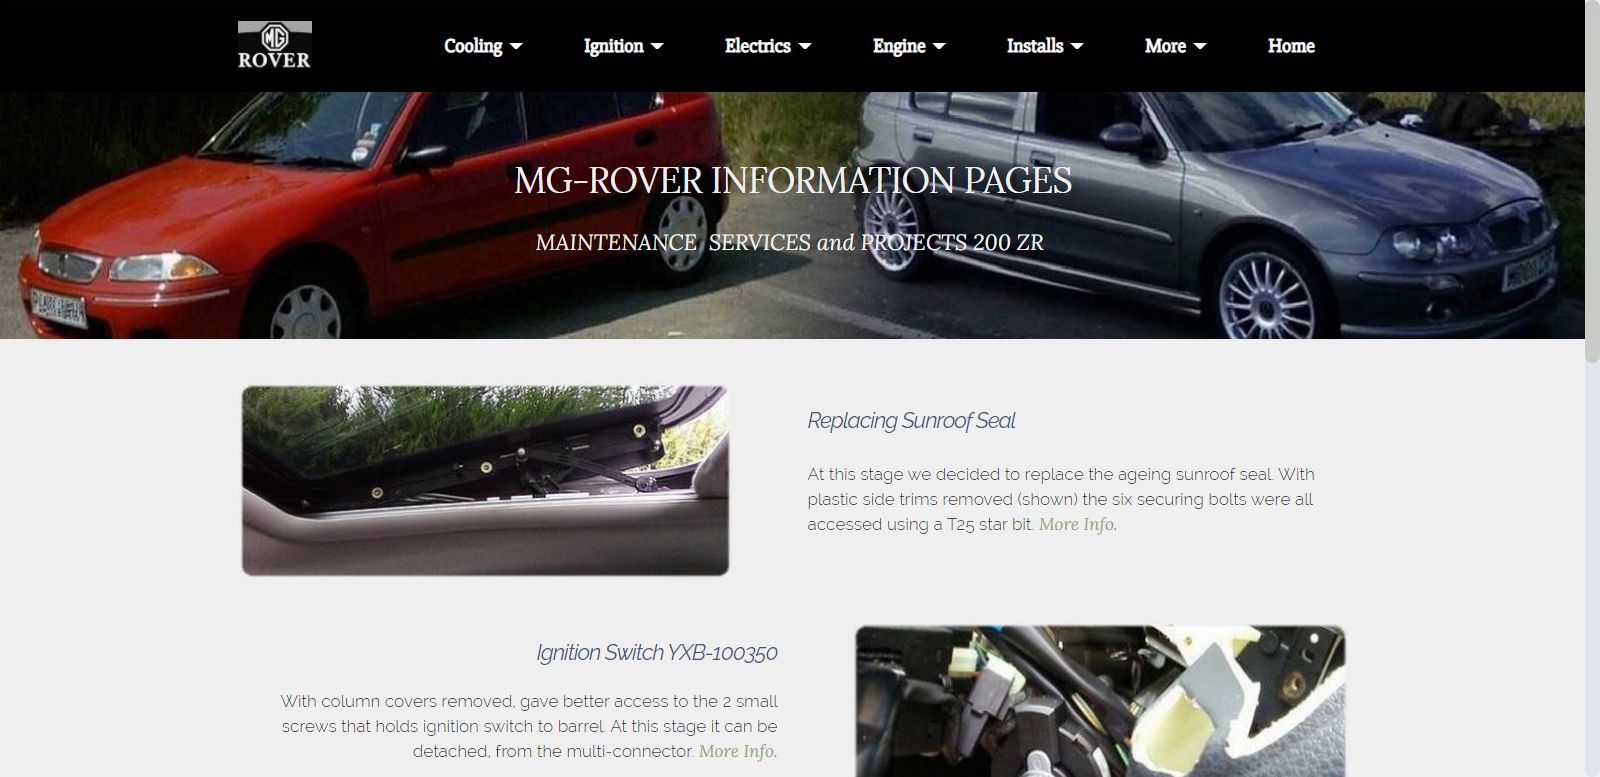 MG
ROVER
Cooling
Ignition
Electrics
Engine
Installs
More
Home
MG-ROVER INFORMATION PAGES
MAINTENANCE SERVICES and PROJECTS 200 ZR
Replacing Sunroof Seal
At this stage we decided to replace the ageing sunroof seal. With
plastic side trims removed (shown) the six securing bolts were all
accessed using a T25 star bit. More Info.
Ignition Switch YXB-100350
With column covers removed, gave better access to the 2 small
screws that holds ignition switch to barrel. At this stage it can be
detached, from the multi-connector. More Info.